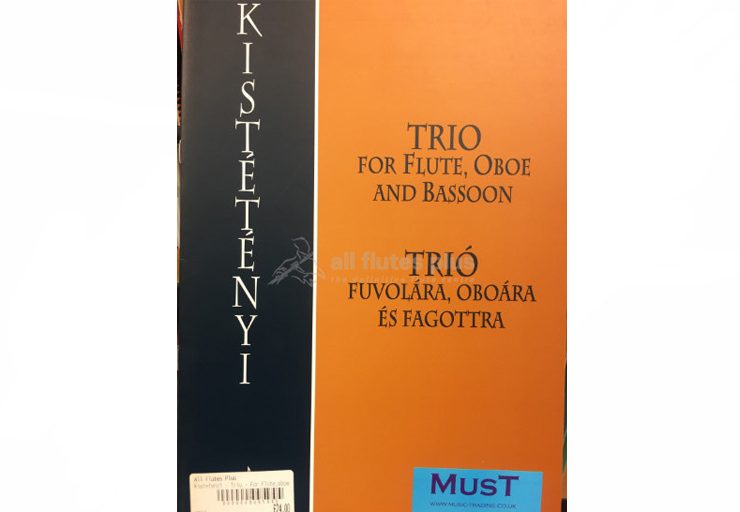 KISTÉTÉNYI
TRIO
FOR FLUTE, OBOE
AND BASSOON
all flutes plus
TRIÓ
FUVOLÁRA, OBOÁRA
ÉS FAGOTTRA
All Flutes Plus
Trio - For Flute, oboe
£24.00
MUST
WWW.MUSIC-TRADING.CO.UK